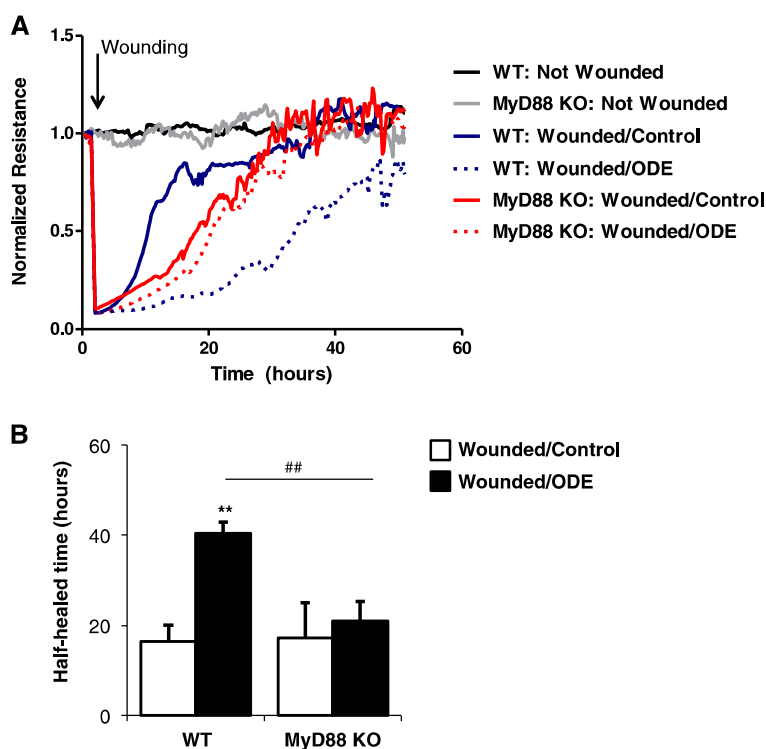 A
Wounding
1.5
1.0
0.5
0.0
Normalized Resistance
0
20
40
60
Time (hours)
WT: Not Wounded
MyD88 KO: Not Wounded
WT: Wounded/Control
WT: Wounded/ODE
MyD88 KO: Wounded/Control
MyD88 KO: Wounded/ODE
B
60
40
20
0
Half-healed time (hours)
**
##
WT
MyD88 KO
Wounded/Control
Wounded/ODE